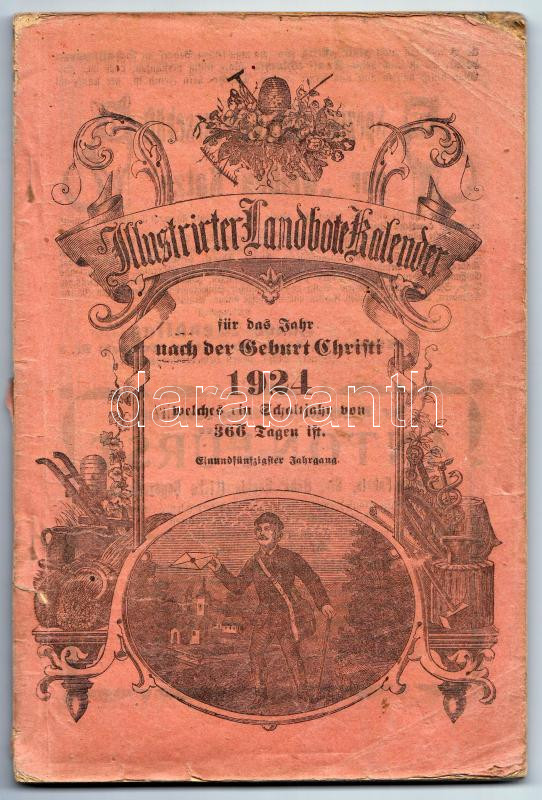 Illustrirter Landbote Kalender
für das Jahr
nach der Geburt Christi
1924
welches ein Schaltjahr von
366 Tagen ist.
Einundfünfzigster Jahrgang.
darabanth